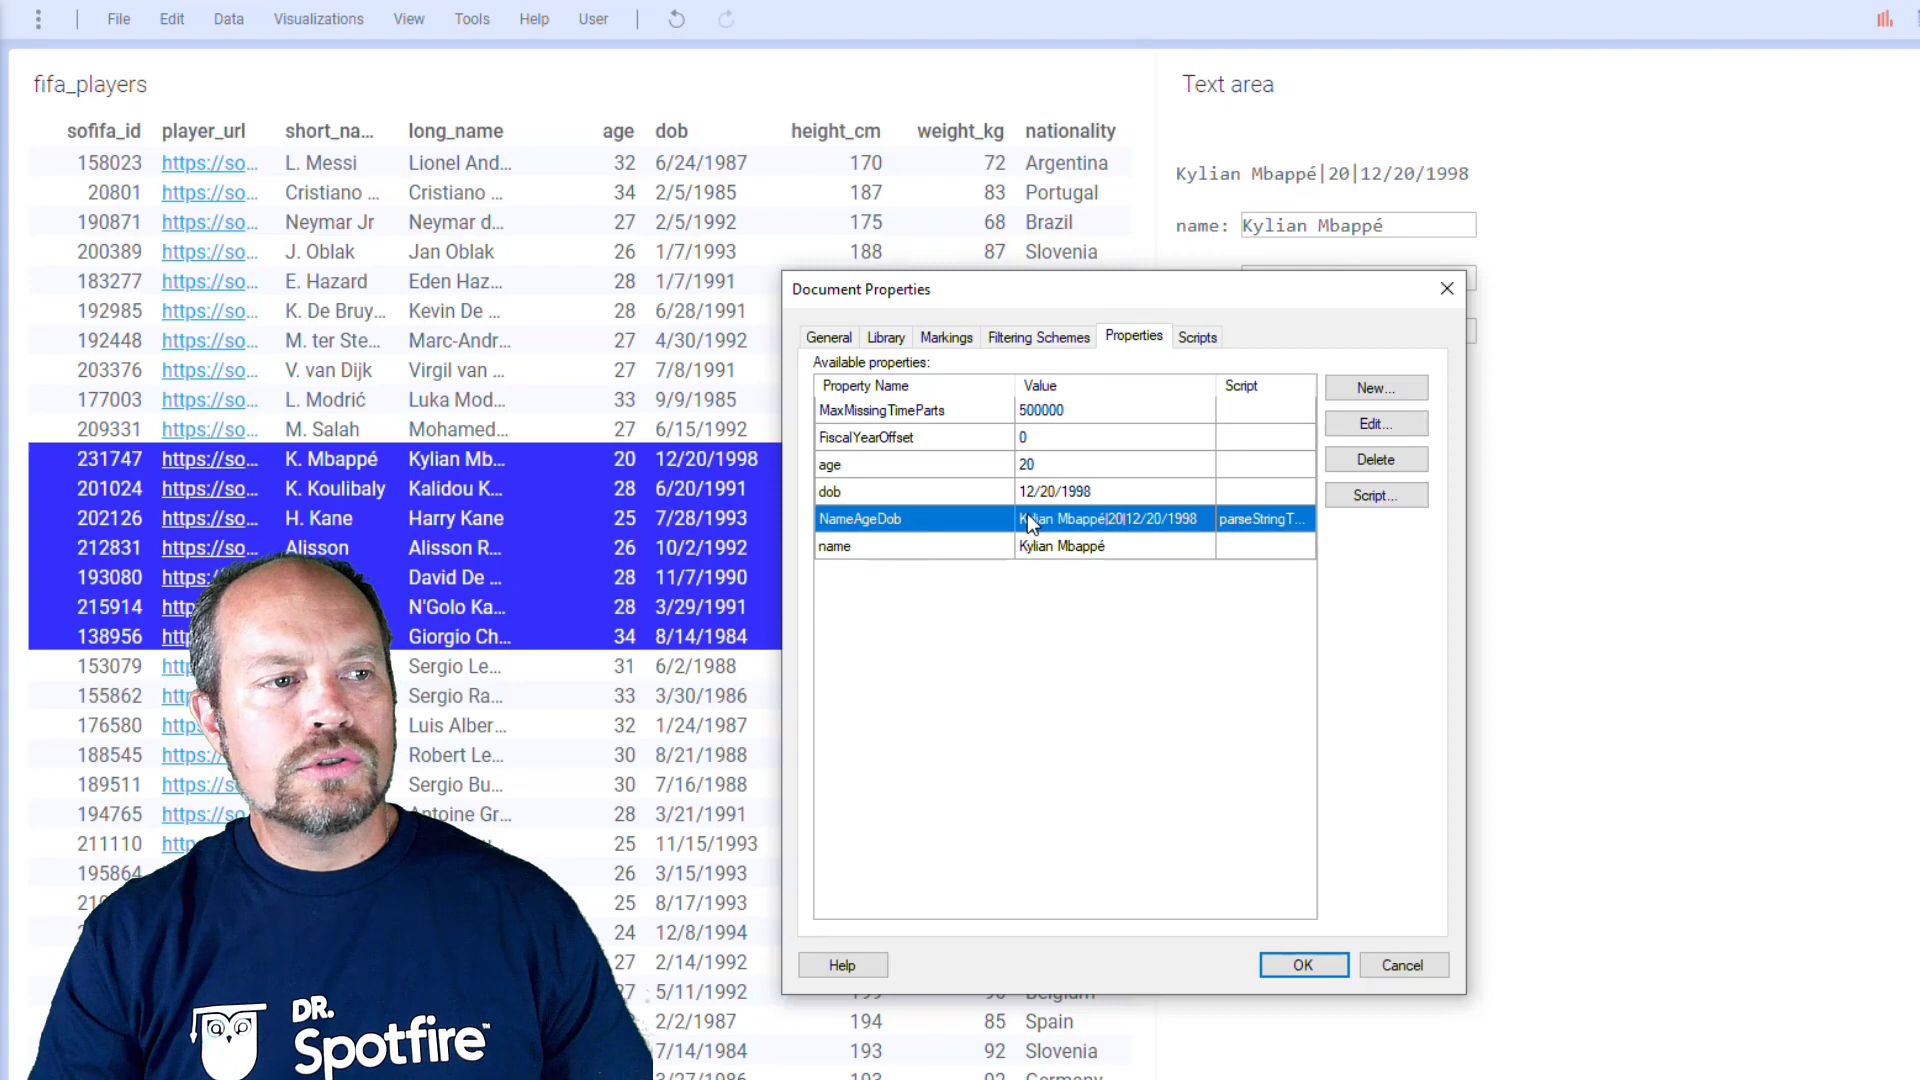 File Edit Data Visualizations View Tools Help User
fifa_players
Text area
sofifa_id player_url short_na... long_name age dob height_cm weight_kg nationality
158023 https://so... L. Messi Lionel And... 32 6/24/1987 170 72 Argentina
20801 https://so... Cristiano ... Cristiano ... 34 2/5/1985 187 83 Portugal
190871 https://so... Neymar Jr Neymar d... 27 2/5/1992 175 68 Brazil
200389 https://so... J. Oblak Jan Oblak 26 1/7/1993 188 87 Slovenia
183277 https://so... E. Hazard Eden Haz... 28 1/7/1991
192985 https://so... K. De Bruy... Kevin De ... 28 6/28/1991
192448 https://so... M. ter Ste... Marc-Andr... 27 4/30/1992
203376 https://so... V. van Dijk Virgil van ... 27 7/8/1991
177003 https://so... L. Modrić Luka Mod... 33 9/9/1985
209331 https://so... M. Salah Mohamed... 27 6/15/1992
231747 https://so... K. Mbappé Kylian Mb... 20 12/20/1998
201024 https://so... K. Koulibaly Kalidou K... 28 6/20/1991
202126 https://so... H. Kane Harry Kane 25 7/28/1993
212831 https://so... Alisson Alisson R... 26 10/2/1992
193080 https:/ David De ... 28 11/7/1990
215914 http N'Golo Ka... 28 3/29/1991
138956 http Giorgio Ch... 34 8/14/1984
153079 http Sergio Le... 31 6/2/1988
155862 http Sergio Ra... 33 3/30/1986
176580 https Luis Alber... 32 1/24/1987
188545 https:/ Robert Le... 30 8/21/1988
189511 https:/ Sergio Bu... 30 7/16/1988
194765 https://so Antoine Gr... 28 3/21/1991
211110 http 25 11/15/1993
195864 26 3/15/1993
25 8/17/1993
24 12/8/1994
27 2/14/1992
5/11/1992 Belgium
2/2/1987 194 85 Spain
7/14/1984 193 92 Slovenia
Germany
Kylian Mbappé|20|12/20/1998
name: Kylian Mbappé
Document Properties
General Library Markings Filtering Schemes Properties Scripts
Available properties:
Property Name Value Script
MaxMissingTimeParts 500000
FiscalYearOffset 0
age 20
dob 12/20/1998
NameAgeDob Kylian Mbappé|20|12/20/1998 parseStringT...
name Kylian Mbappé
New...
Edit...
Delete
Script...
Help OK Cancel
DR.
Spotfire™